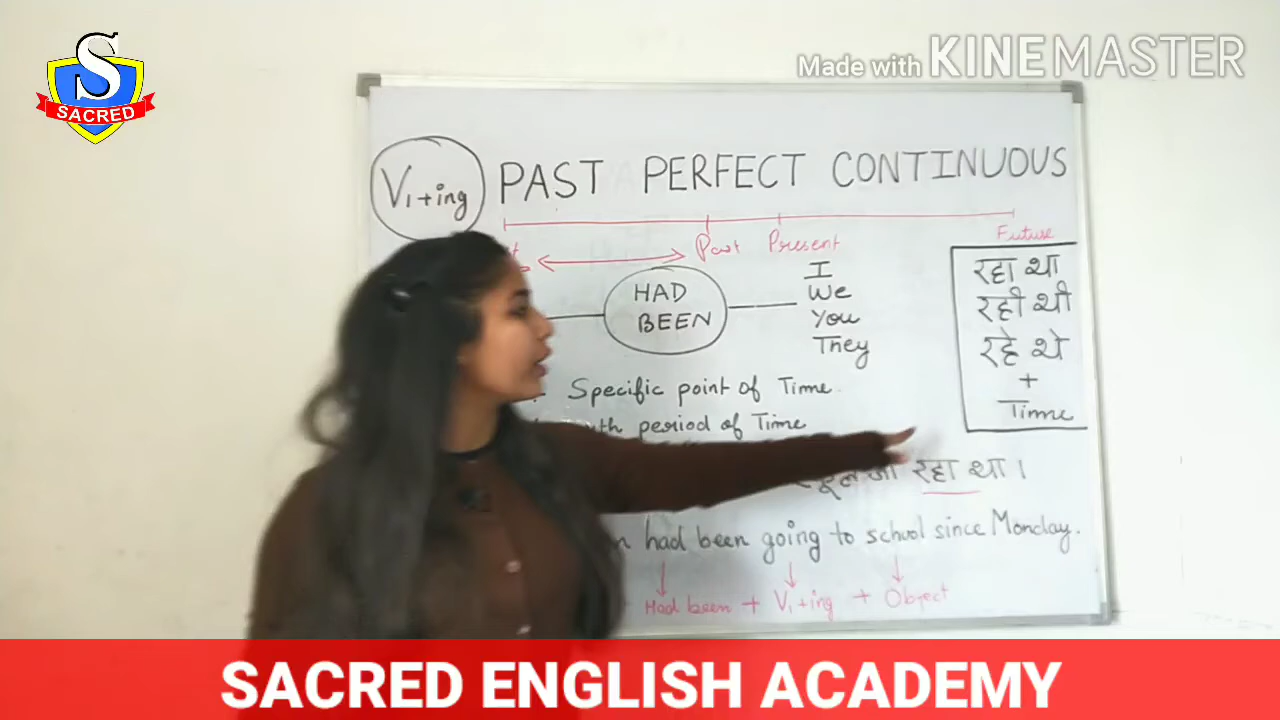 S
SACRED
Made with KINEMASTER
V1+ing PAST PERFECT CONTINUOUS
Past Present Future
HAD BEEN
I
We
You
They
रहा था
रही थी
रहे थे
+
Time
Specific point of Time
period of Time
रहा था।
had been going to school since Monday.
Had been + V1+ing + Object
SACRED ENGLISH ACADEMY